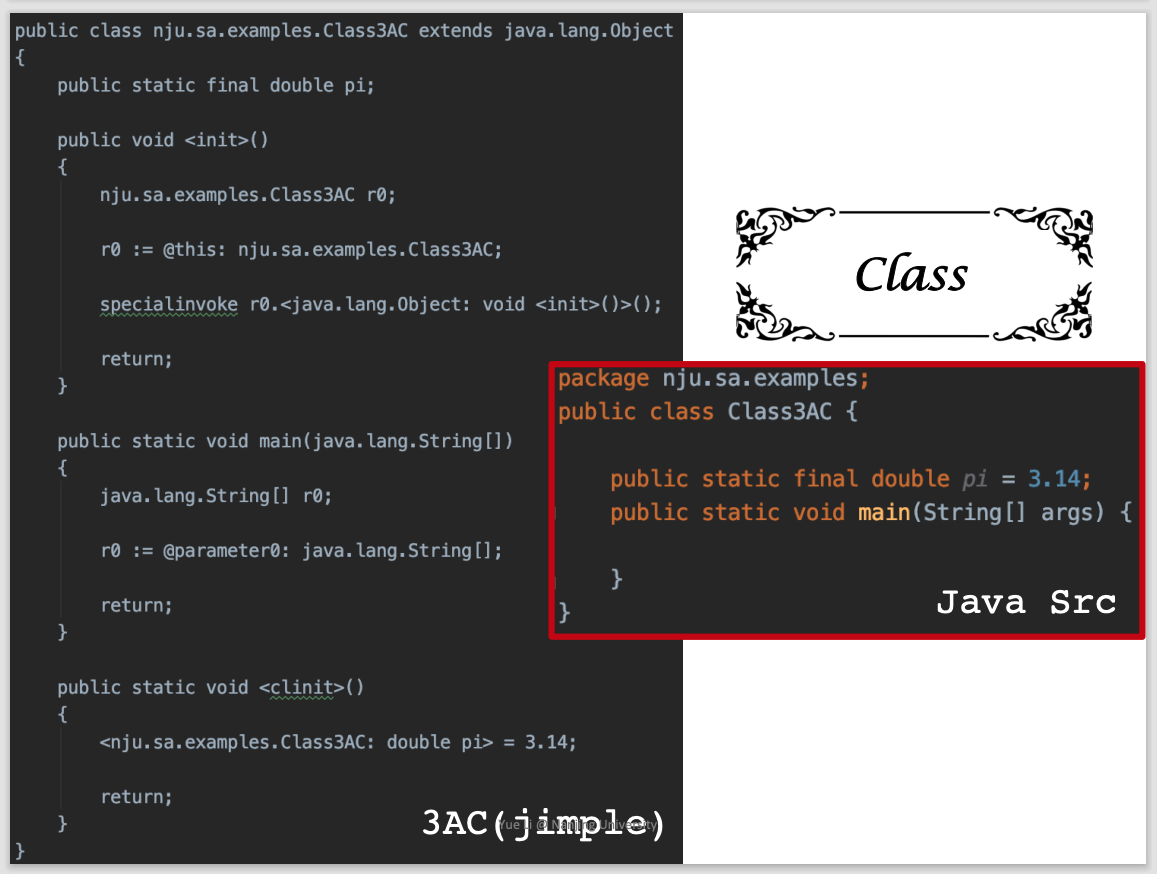 public class nju.sa.examples.Class3AC extends java.lang.Object
{
    public static final double pi;
    public void <init>()
    {
        nju.sa.examples.Class3AC r0;
        r0 := @this: nju.sa.examples.Class3AC;
        specialinvoke r0.<java.lang.Object: void <init>()>();
        return;
    }
    public static void main(java.lang.String[])
    {
        java.lang.String[] r0;
        r0 := @parameter0: java.lang.String[];
        return;
    }
    public static void <clinit>()
    {
        <nju.sa.examples.Class3AC: double pi> = 3.14;
        return;
    }
}
3AC(jimple)
Yue Li @ Nanjing University
Class
package nju.sa.examples;
public class Class3AC {
    public static final double pi = 3.14;
    public static void main(String[] args) {
    }
}
Java Src